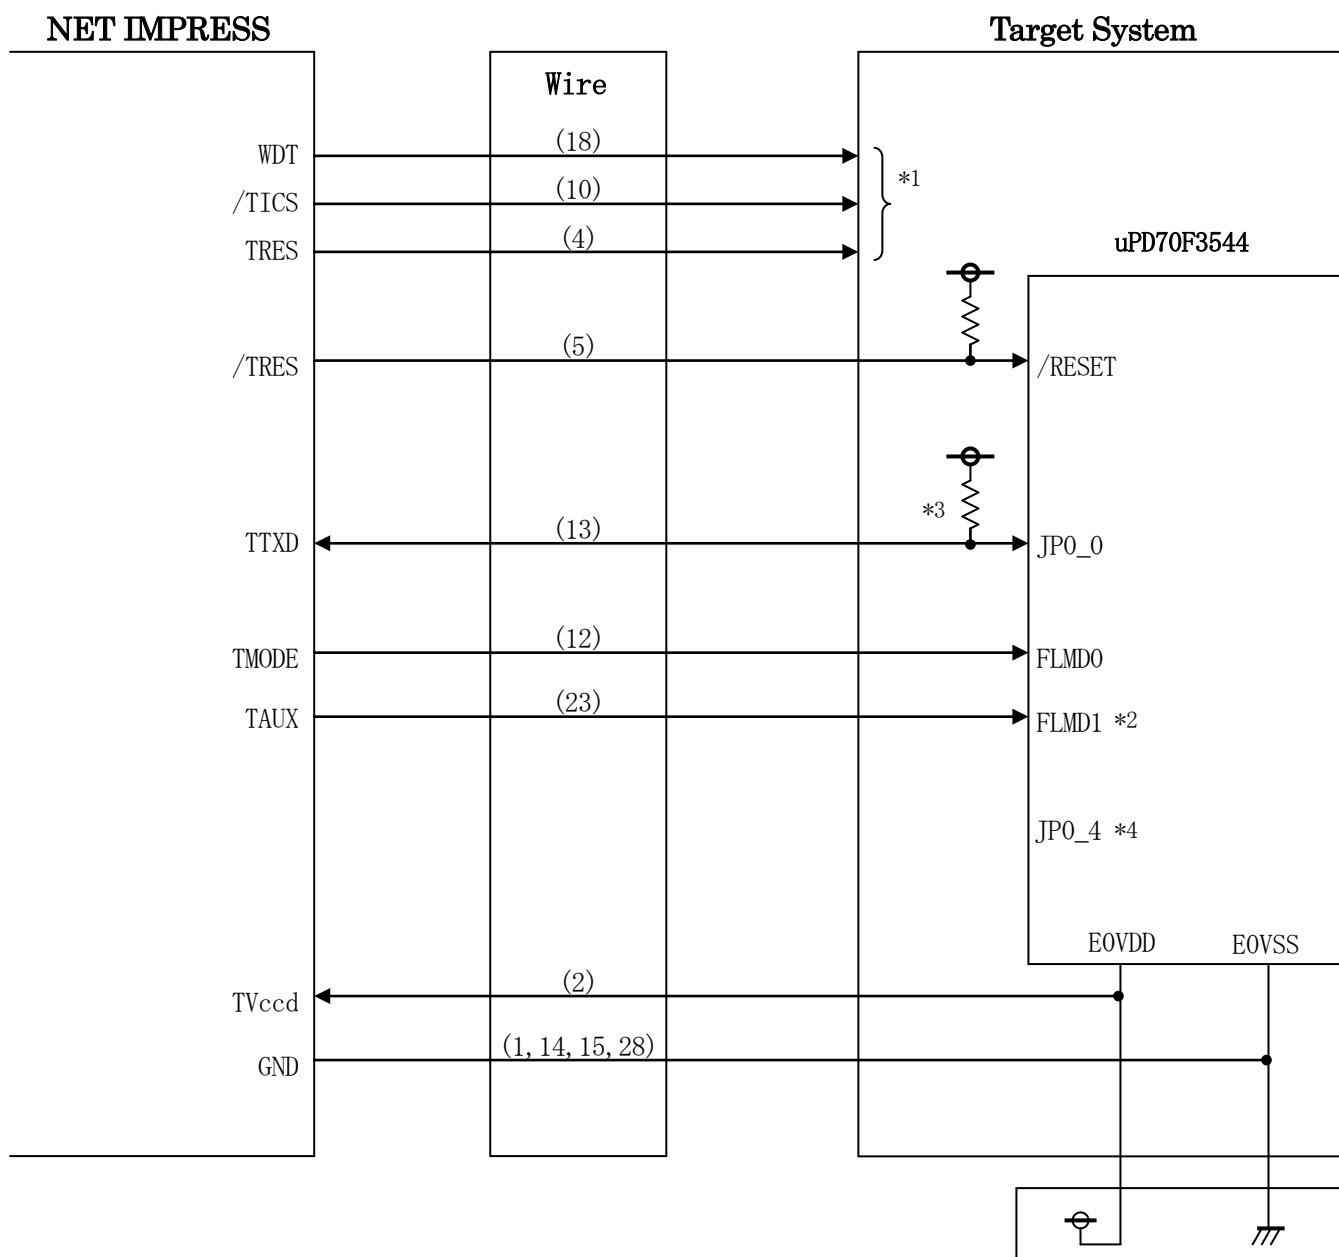 NET IMPRESS
Target System
Wire
WDT (18)
*1
/TICS (10)
TRES (4)
uPD70F3544
/TRES (5) /RESET
*3
TTXD (13) JP0_0
TMODE (12) FLMD0
TAUX (23) FLMD1 *2
JP0_4 *4
E0VDD E0VSS
TVccd (2)
GND (1,14,15,28)